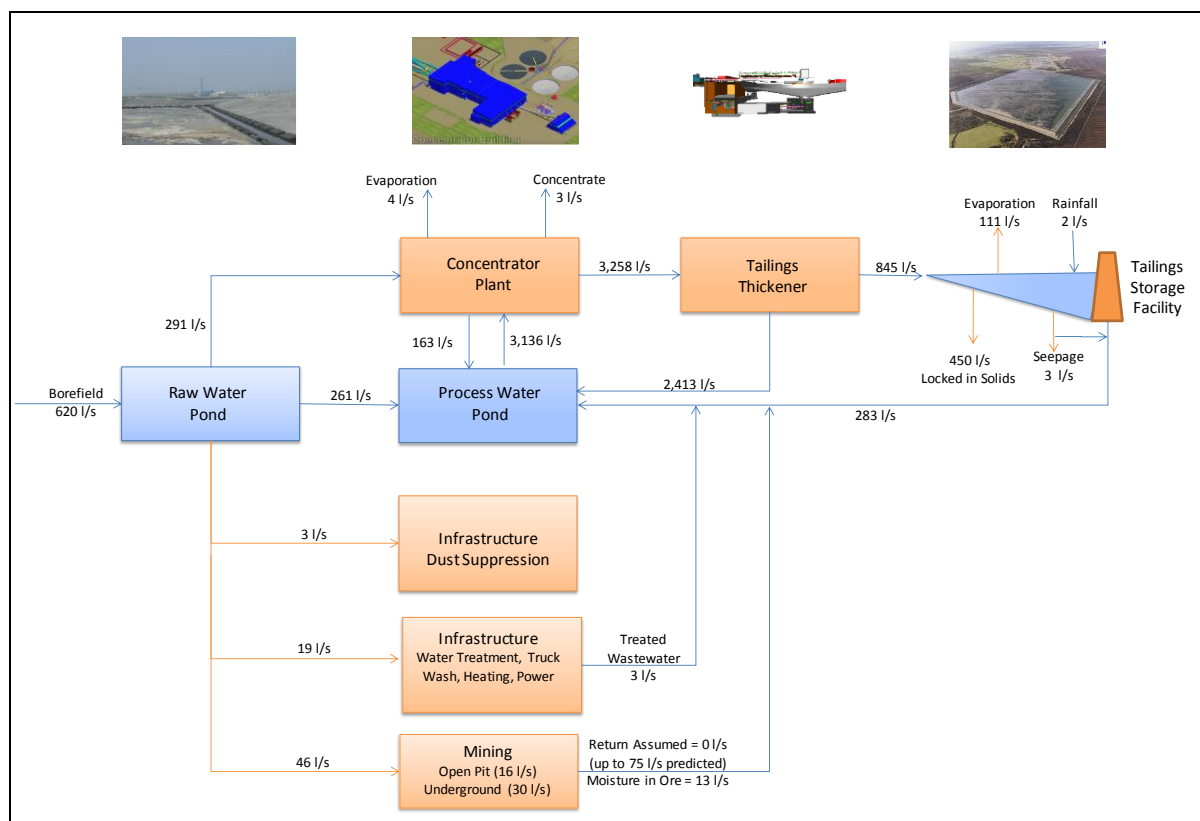 Concentrator Building
Evaporation
4 l/s
Concentrate
3 l/s
Evaporation
111 l/s
Rainfall
2 l/s
Concentrator
Plant
3,258 l/s
Tailings
Thickener
845 l/s
Tailings
Storage
Facility
291 l/s
163 l/s
3,136 l/s
450 l/s
Locked in Solids
Seepage
3 l/s
Borefield
620 l/s
Raw Water
Pond
261 l/s
Process Water
Pond
2,413 l/s
283 l/s
3 l/s
Infrastructure
Dust Suppression
19 l/s
Infrastructure
Water Treatment, Truck
Wash, Heating, Power
Treated
Wastewater
3 l/s
46 l/s
Mining
Open Pit (16 l/s)
Underground (30 l/s)
Return Assumed = 0 l/s
(up to 75 l/s predicted)
Moisture in Ore = 13 l/s